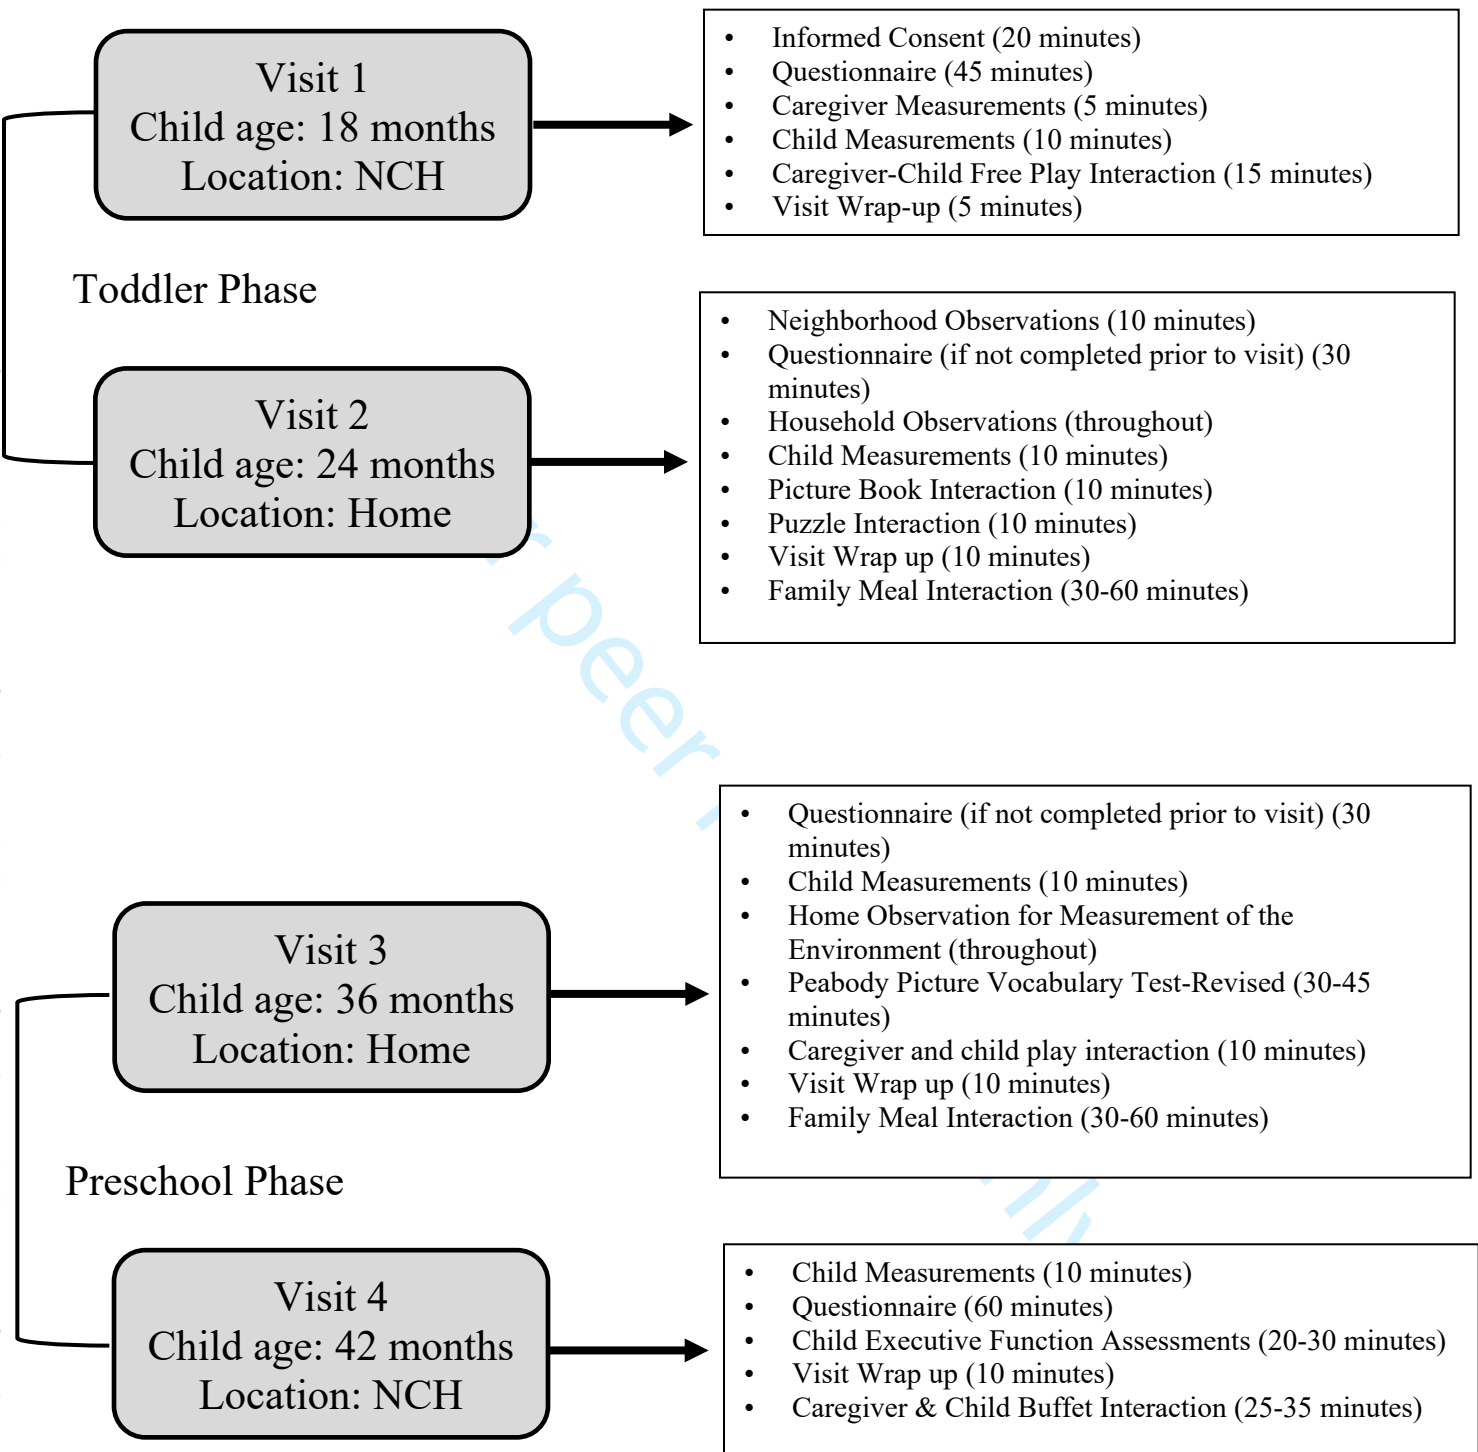 Visit 1
Child age: 18 months
Location: NCH
• Informed Consent (20 minutes)
• Questionnaire (45 minutes)
• Caregiver Measurements (5 minutes)
• Child Measurements (10 minutes)
• Caregiver-Child Free Play Interaction (15 minutes)
• Visit Wrap-up (5 minutes)
Toddler Phase
Visit 2
Child age: 24 months
Location: Home
• Neighborhood Observations (10 minutes)
• Questionnaire (if not completed prior to visit) (30
minutes)
• Household Observations (throughout)
• Child Measurements (10 minutes)
• Picture Book Interaction (10 minutes)
• Puzzle Interaction (10 minutes)
• Visit Wrap up (10 minutes)
• Family Meal Interaction (30-60 minutes)
peer
Visit 3
Child age: 36 months
Location: Home
• Questionnaire (if not completed prior to visit) (30
minutes)
• Child Measurements (10 minutes)
• Home Observation for Measurement of the
Environment (throughout)
• Peabody Picture Vocabulary Test-Revised (30-45
minutes)
• Caregiver and child play interaction (10 minutes)
• Visit Wrap up (10 minutes)
• Family Meal Interaction (30-60 minutes)
Preschool Phase
Visit 4
Child age: 42 months
Location: NCH
• Child Measurements (10 minutes)
• Questionnaire (60 minutes)
• Child Executive Function Assessments (20-30 minutes)
• Visit Wrap up (10 minutes)
• Caregiver & Child Buffet Interaction (25-35 minutes)